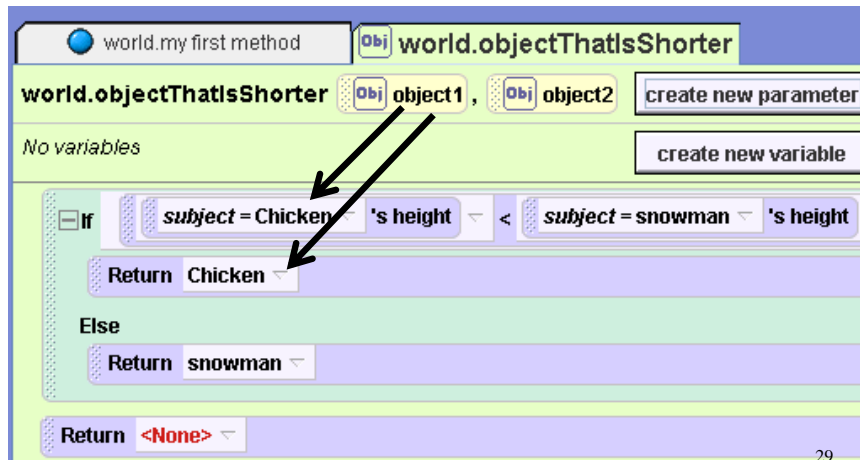 world.my first method Obj world.objectThatIsShorter
world.objectThatIsShorter Obj object1 , Obj object2 create new parameter
No variables create new variable
If subject = Chicken 's height < subject = snowman 's height
Return Chicken
Else
Return snowman
Return <None>
29